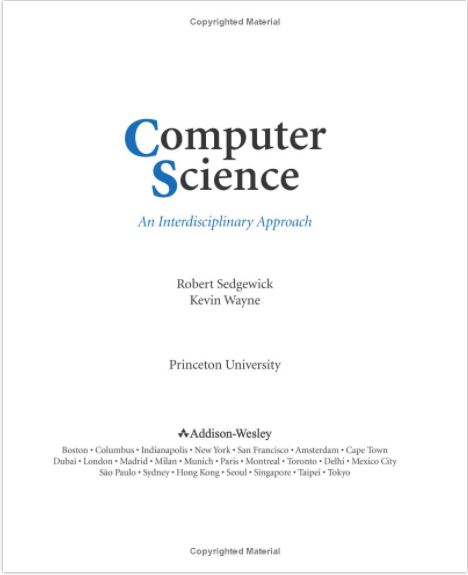 Copyrighted Material
Computer
Science
An Interdisciplinary Approach
Robert Sedgewick
Kevin Wayne
Princeton University
Addison-Wesley
Boston • Columbus • Indianapolis • New York • San Francisco • Amsterdam • Cape Town
Dubai • London • Madrid • Milan • Munich • Paris • Montreal • Toronto • Delhi • Mexico City
São Paulo • Sydney • Hong Kong • Seoul • Singapore • Taipei • Tokyo
Copyrighted Material